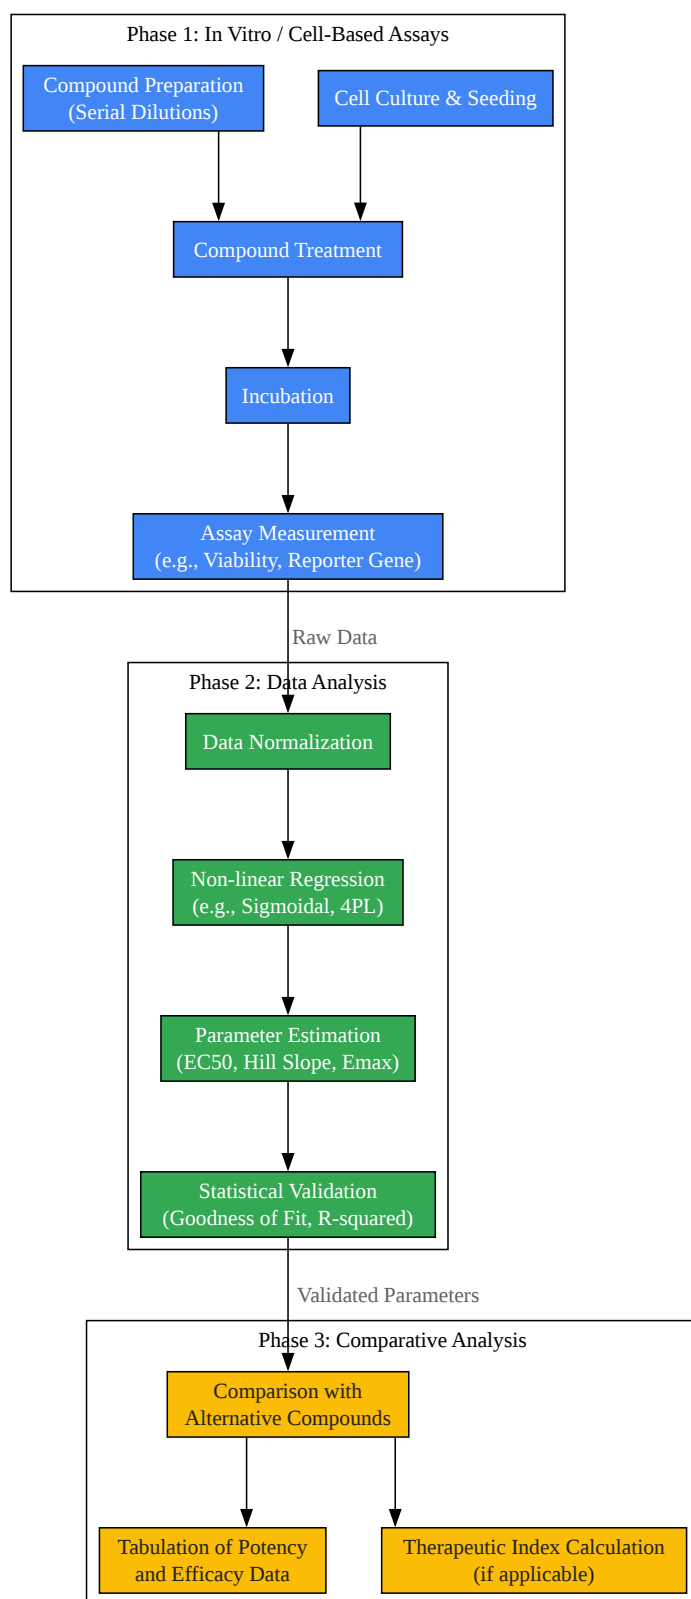 Phase 1: In Vitro / Cell-Based Assays
Compound Preparation
(Serial Dilutions)
Cell Culture & Seeding
Compound Treatment
Incubation
Assay Measurement
(e.g., Viability, Reporter Gene)
Raw Data
Phase 2: Data Analysis
Data Normalization
Non-linear Regression
(e.g., Sigmoidal, 4PL)
Parameter Estimation
(EC50, Hill Slope, Emax)
Statistical Validation
(Goodness of Fit, R-squared)
Validated Parameters
Phase 3: Comparative Analysis
Comparison with
Alternative Compounds
Tabulation of Potency
and Efficacy Data
Therapeutic Index Calculation
(if applicable)